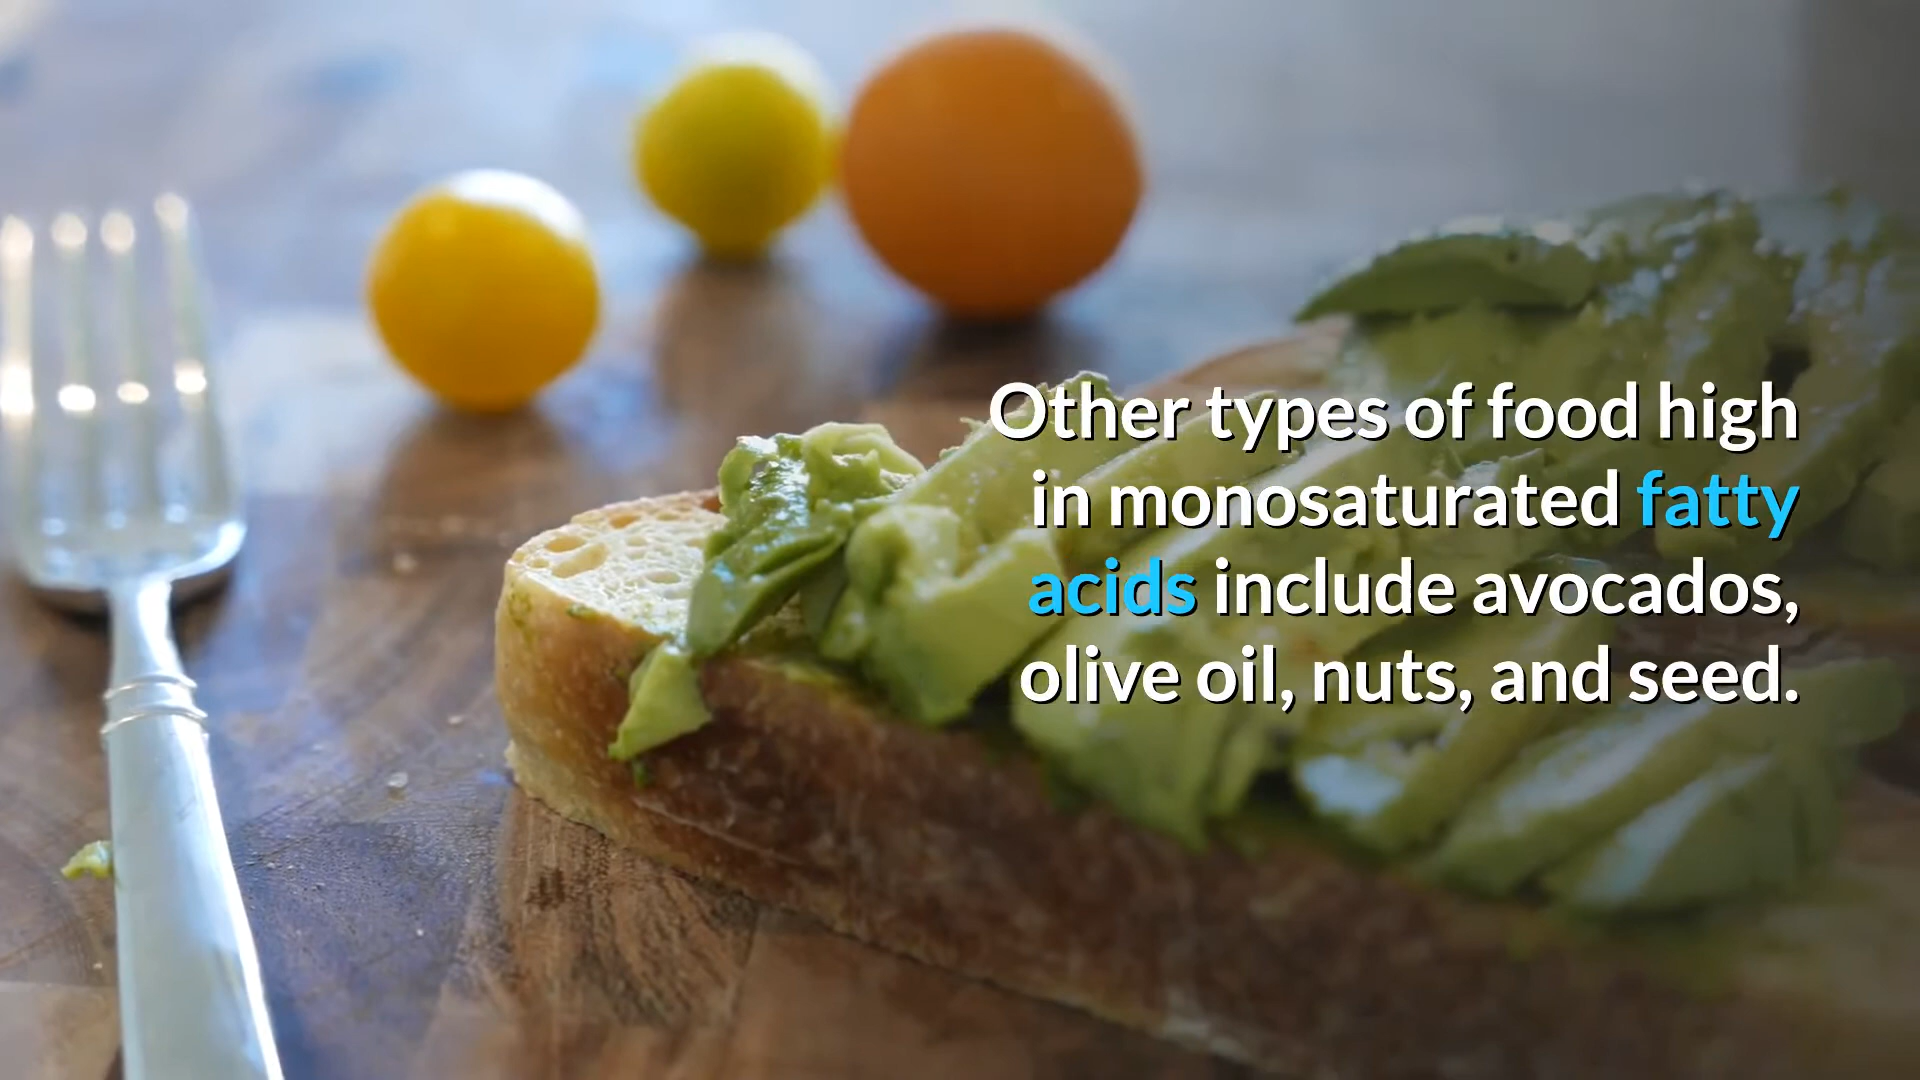 Other types of food high
in monosaturated fatty
acids include avocados,
olive oil, nuts, and seed.